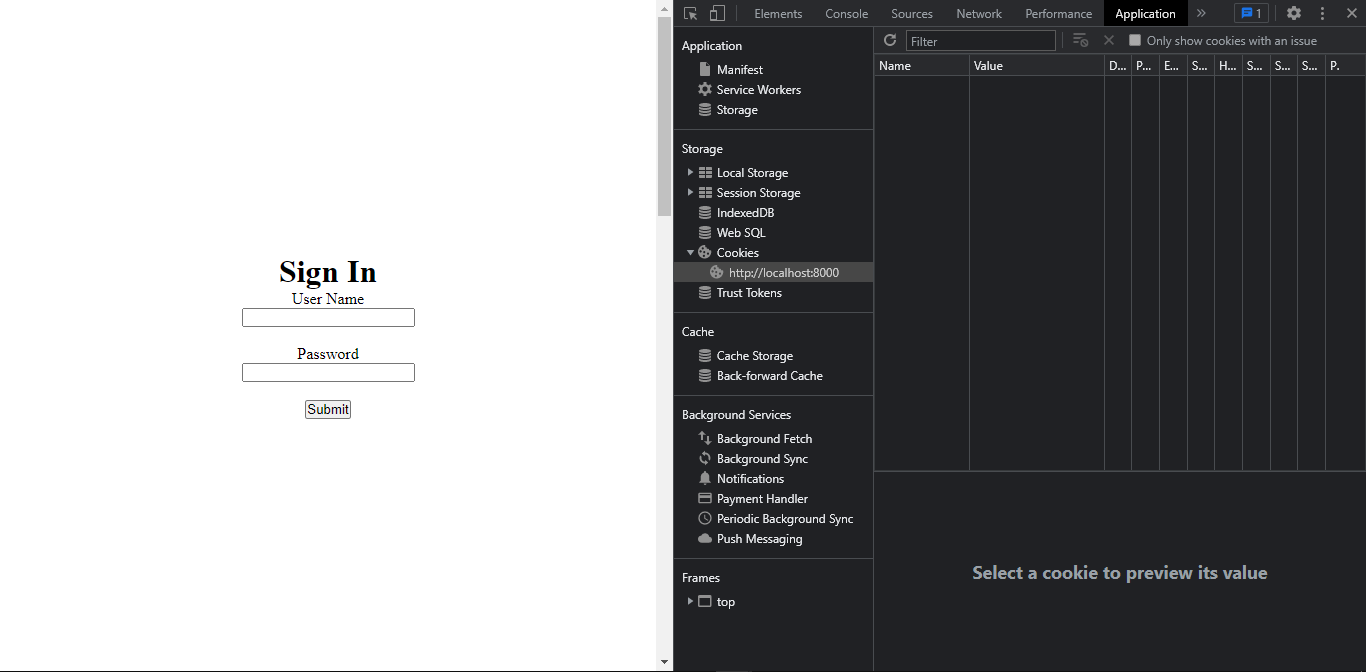 Sign In
User Name
Password
Submit
Elements Console Sources Network Performance Application » 1
Application
Manifest
Service Workers
Storage
Storage
Local Storage
Session Storage
IndexedDB
Web SQL
Cookies
http://localhost:8000
Trust Tokens
Cache
Cache Storage
Back-forward Cache
Background Services
Background Fetch
Background Sync
Notifications
Payment Handler
Periodic Background Sync
Push Messaging
Frames
top
Filter Only show cookies with an issue
Name Value D... P... E... S... H... S... S... S... P.
Select a cookie to preview its value